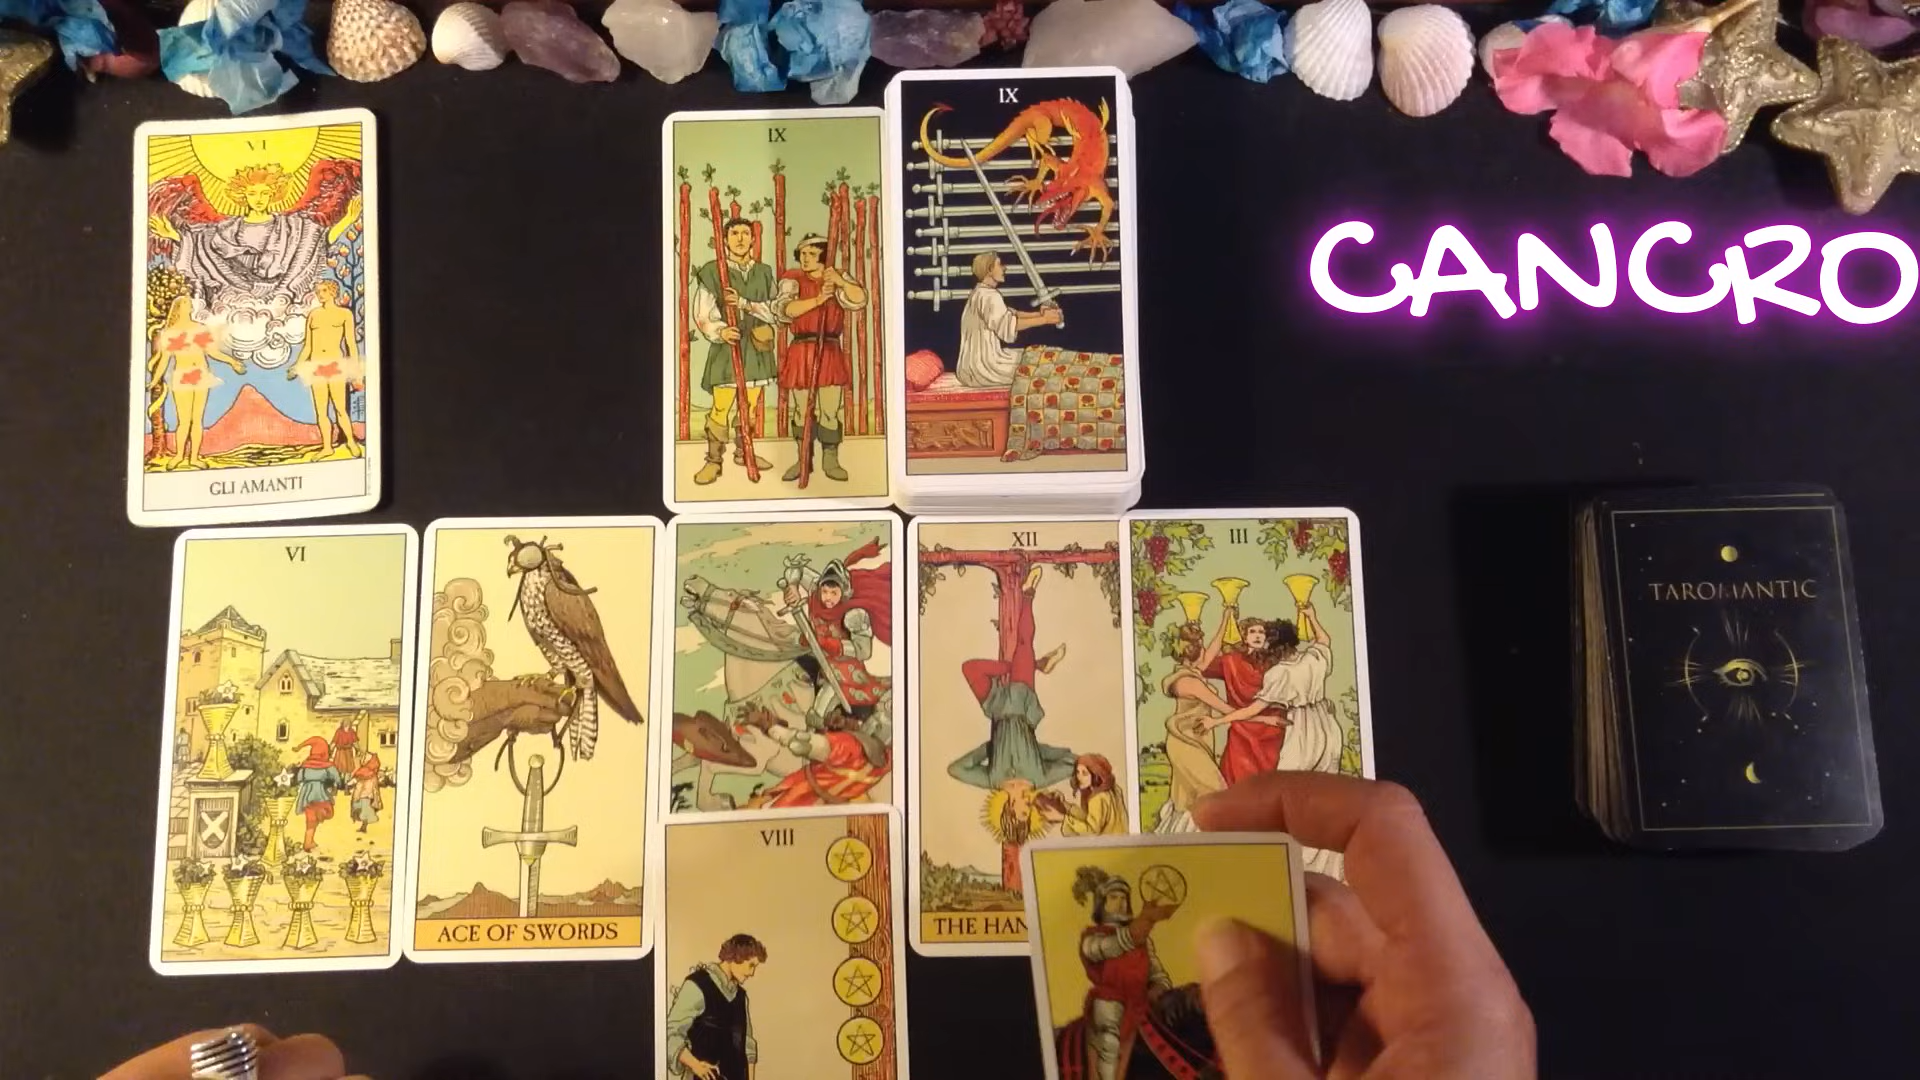 VI
GLI AMANTI
IX
IX
CANCRO
VI
ACE OF SWORDS
XII
THE HAN
III
TAROMANTIC
VIII